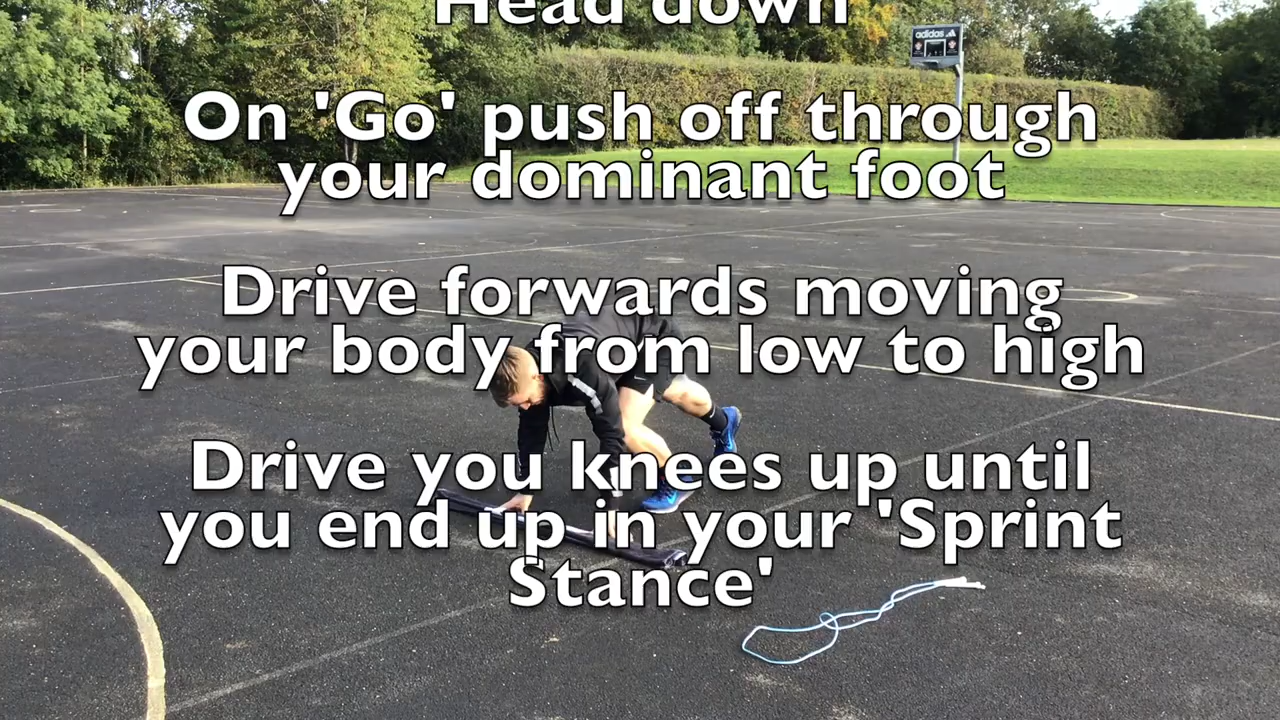 Head down
adidas
On 'Go' push off through
your dominant foot
Drive forwards moving
your body from low to high
Drive you knees up until
you end up in your 'Sprint
Stance'